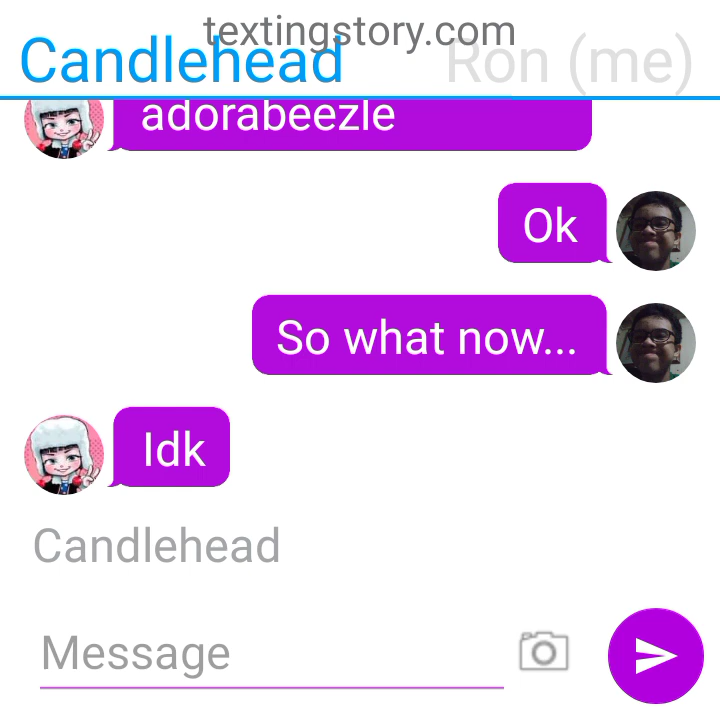 textingstory.com
Candlehead Ron (me)
adorabeezle
Ok
So what now...
Idk
Candlehead
Message